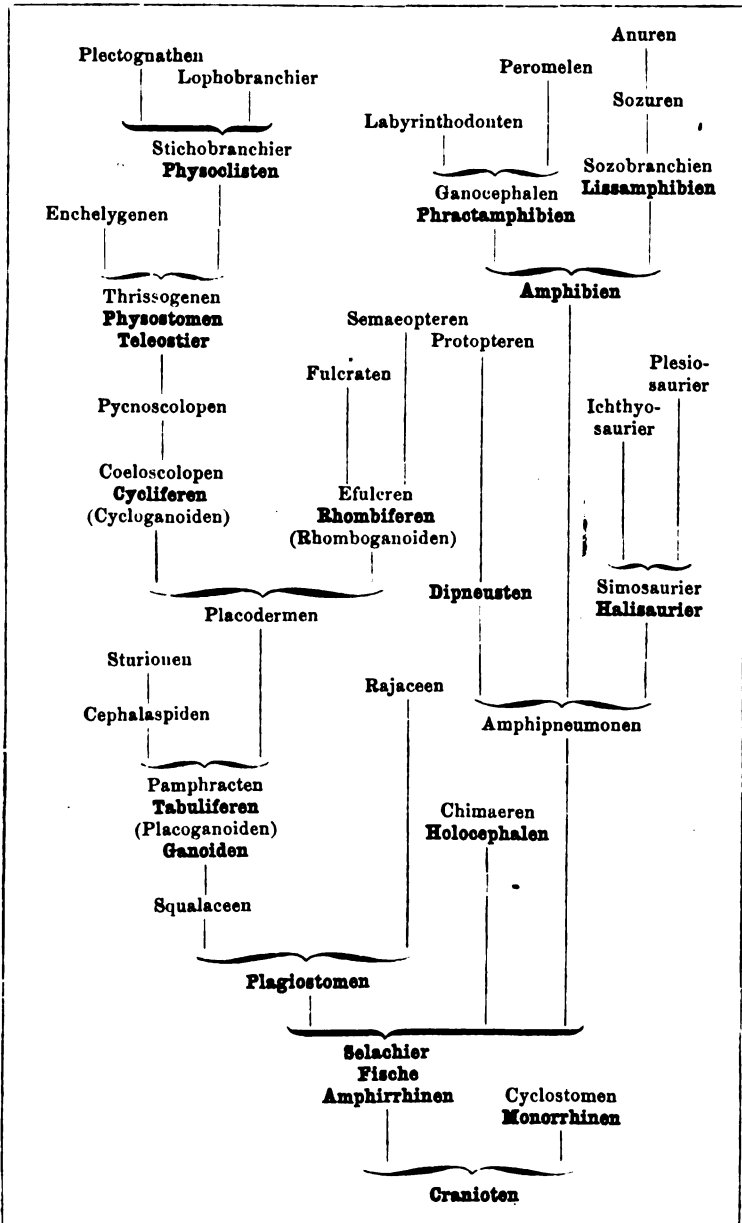 Anuren
Plectognathen
Peromelen
Lophobranchier
Sozuren
Labyrinthodonten
Stichobranchier
Physoclisten
Sozobranchien
Lissamphibien
Ganocephalen
Phractamphibien
Enchelygenen
Amphibien
Thrissogenen
Physostomen
Teleostier
Semaeopteren
Protopteren
Plesio-
saurier
Fulcraten
Pycnoscolopen
Ichthyo-
saurier
Coeloscolopen
Cycliferen
(Cycloganoiden)
Efulcren
Rhombiferen
(Rhomboganoiden)
Dipneusten
Simosaurier
Halisaurier
Placodermen
Sturionen
Rajaceen
Cephalaspiden
Amphipneumonen
Pamphracten
Tabuliferen
(Placoganoiden)
Ganoiden
Chimaeren
Holocephalen
Squalaceen
Plagiostomen
Selachier
Fische
Amphirrhinen
Cyclostomen
Monorrhinen
Cranioten